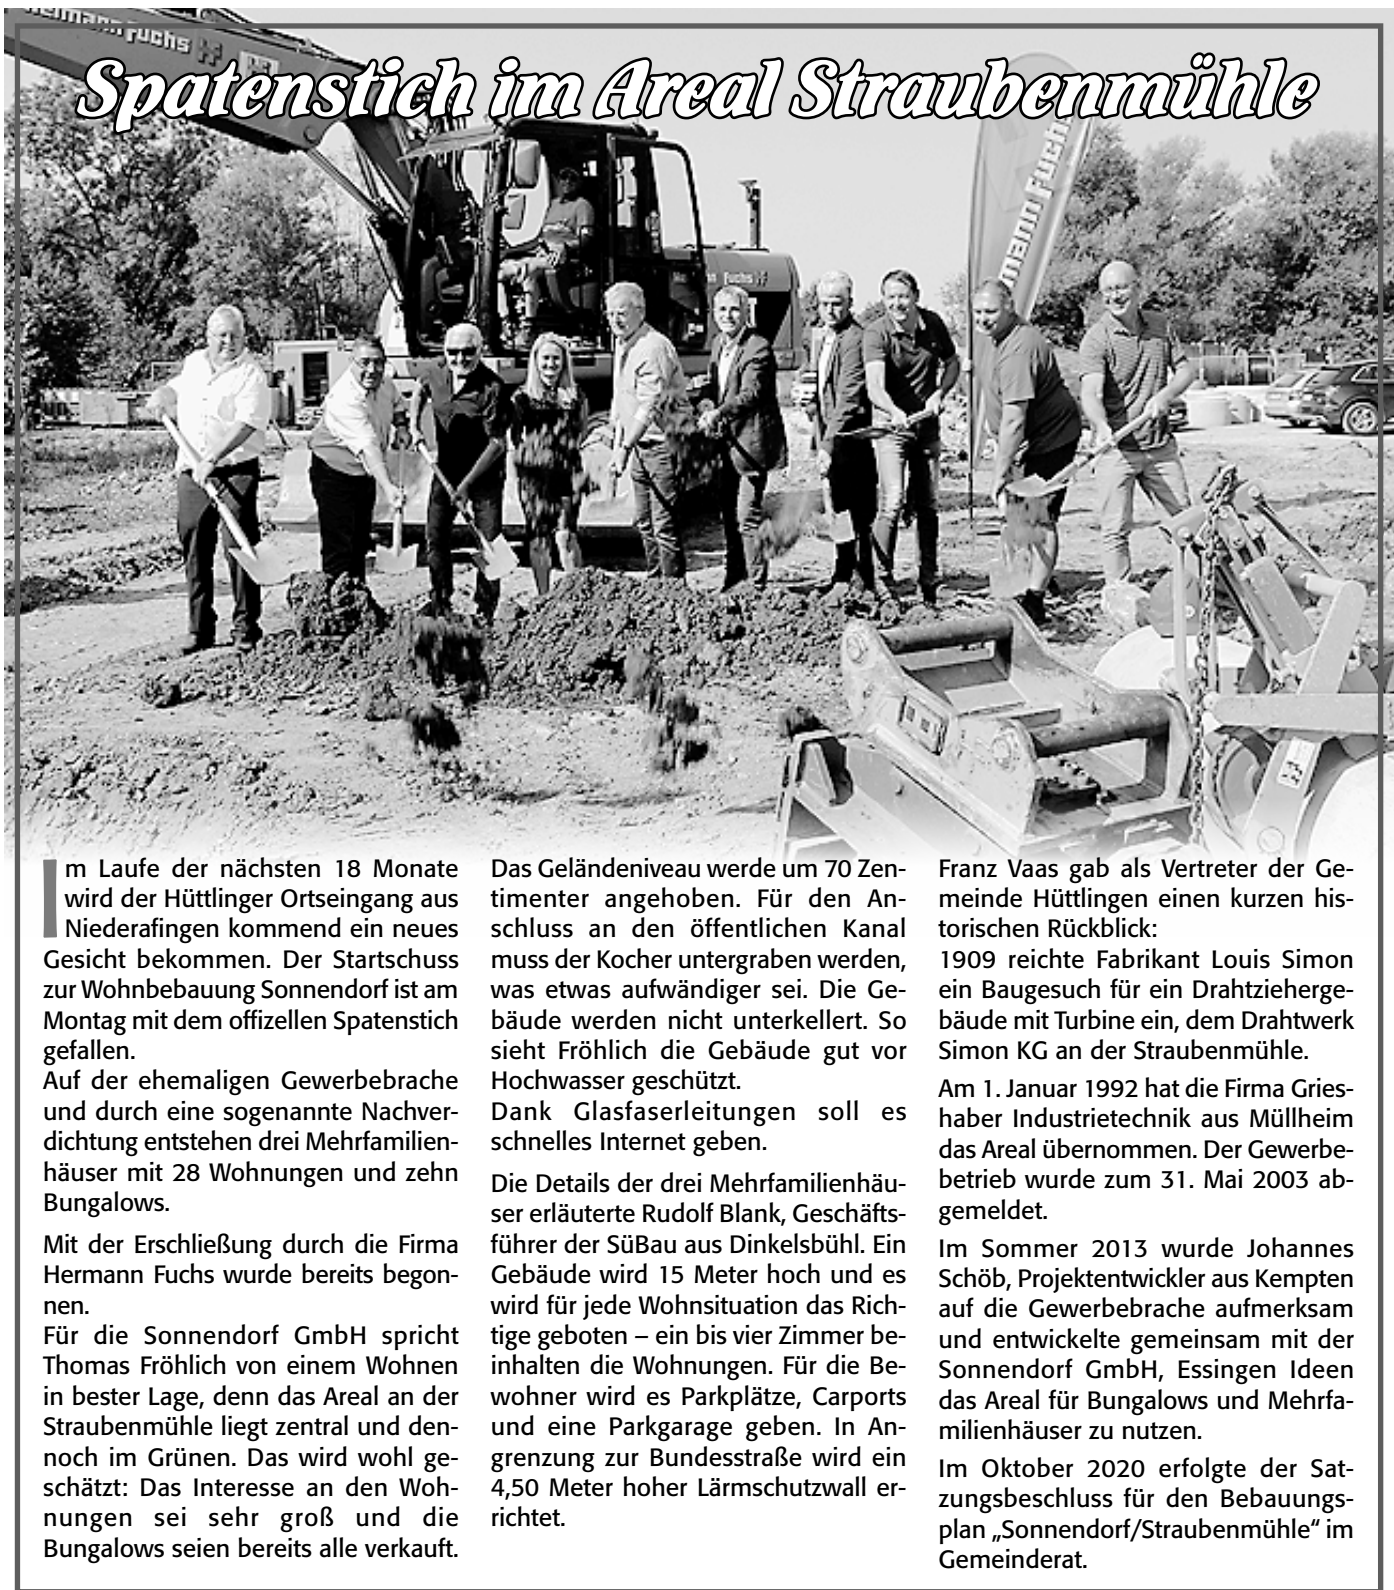 Hermann Fuchs
Spatenstich im Areal Straubenmühle
mann Fuchs
Fuchs
Im Laufe der nächsten 18 Monate
wird der Hüttlinger Ortseingang aus
Niederafingen kommend ein neues
Gesicht bekommen. Der Startschuss
zur Wohnbebauung Sonnendorf ist am
Montag mit dem offizellen Spatenstich
gefallen.
Auf der ehemaligen Gewerbebrache
und durch eine sogenannte Nachver-
dichtung entstehen drei Mehrfamilien-
häuser mit 28 Wohnungen und zehn
Bungalows.
Mit der Erschließung durch die Firma
Hermann Fuchs wurde bereits begon-
nen.
Für die Sonnendorf GmbH spricht
Thomas Fröhlich von einem Wohnen
in bester Lage, denn das Areal an der
Straubenmühle liegt zentral und den-
noch im Grünen. Das wird wohl ge-
schätzt: Das Interesse an den Woh-
nungen sei sehr groß und die
Bungalows seien bereits alle verkauft.
Das Geländeniveau werde um 70 Zen-
timenter angehoben. Für den An-
schluss an den öffentlichen Kanal
muss der Kocher untergraben werden,
was etwas aufwändiger sei. Die Ge-
bäude werden nicht unterkellert. So
sieht Fröhlich die Gebäude gut vor
Hochwasser geschützt.
Dank Glasfaserleitungen soll es
schnelles Internet geben.
Die Details der drei Mehrfamilienhäu-
ser erläuterte Rudolf Blank, Geschäfts-
führer der SüBau aus Dinkelsbühl. Ein
Gebäude wird 15 Meter hoch und es
wird für jede Wohnsituation das Rich-
tige geboten – ein bis vier Zimmer be-
inhalten die Wohnungen. Für die Be-
wohner wird es Parkplätze, Carports
und eine Parkgarage geben. In An-
grenzung zur Bundesstraße wird ein
4,50 Meter hoher Lärmschutzwall er-
richtet.
Franz Vaas gab als Vertreter der Ge-
meinde Hüttlingen einen kurzen his-
torischen Rückblick:
1909 reichte Fabrikant Louis Simon
ein Baugesuch für ein Drahtzieherge-
bäude mit Turbine ein, dem Drahtwerk
Simon KG an der Straubenmühle.
Am 1. Januar 1992 hat die Firma Gries-
haber Industrietechnik aus Müllheim
das Areal übernommen. Der Gewerbe-
betrieb wurde zum 31. Mai 2003 ab-
gemeldet.
Im Sommer 2013 wurde Johannes
Schöb, Projektentwickler aus Kempten
auf die Gewerbebrache aufmerksam
und entwickelte gemeinsam mit der
Sonnendorf GmbH, Essingen Ideen
das Areal für Bungalows und Mehrfa-
milienhäuser zu nutzen.
Im Oktober 2020 erfolgte der Sat-
zungsbeschluss für den Bebauungs-
plan „Sonnendorf/Straubenmühle“ im
Gemeinderat.